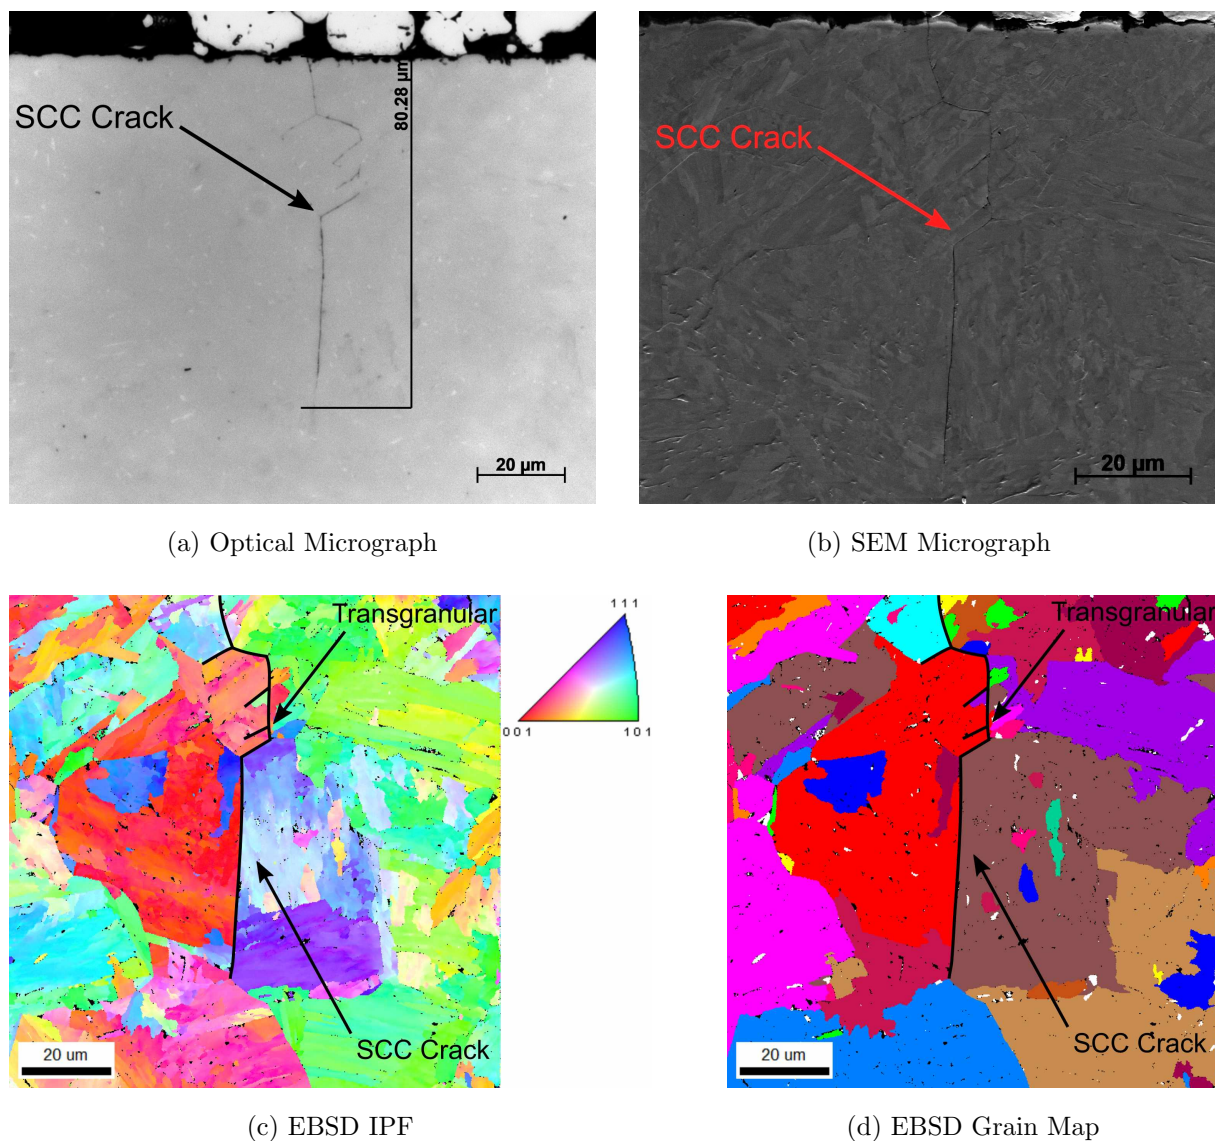 SCC Crack
80.28 µm
20 µm
SCC Crack
20 µm
(a) Optical Micrograph
(b) SEM Micrograph
Transgranular
SCC Crack
20 um
111
001
101
Transgranular
SCC Crack
20 um
(c) EBSD IPF
(d) EBSD Grain Map